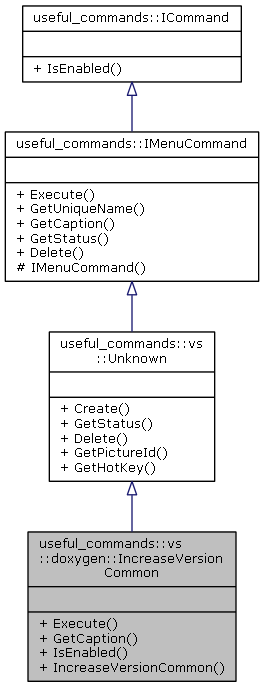 useful_commands::ICommand
+ IsEnabled()
useful_commands::IMenuCommand
+ Execute()
+ GetUniqueName()
+ GetCaption()
+ GetStatus()
+ Delete()
# IMenuCommand()
useful_commands::vs
::Unknown
+ Create()
+ GetStatus()
+ Delete()
+ GetPictureId()
+ GetHotKey()
useful_commands::vs
::doxygen::IncreaseVersion
Common
+ Execute()
+ GetCaption()
+ IsEnabled()
+ IncreaseVersionCommon()